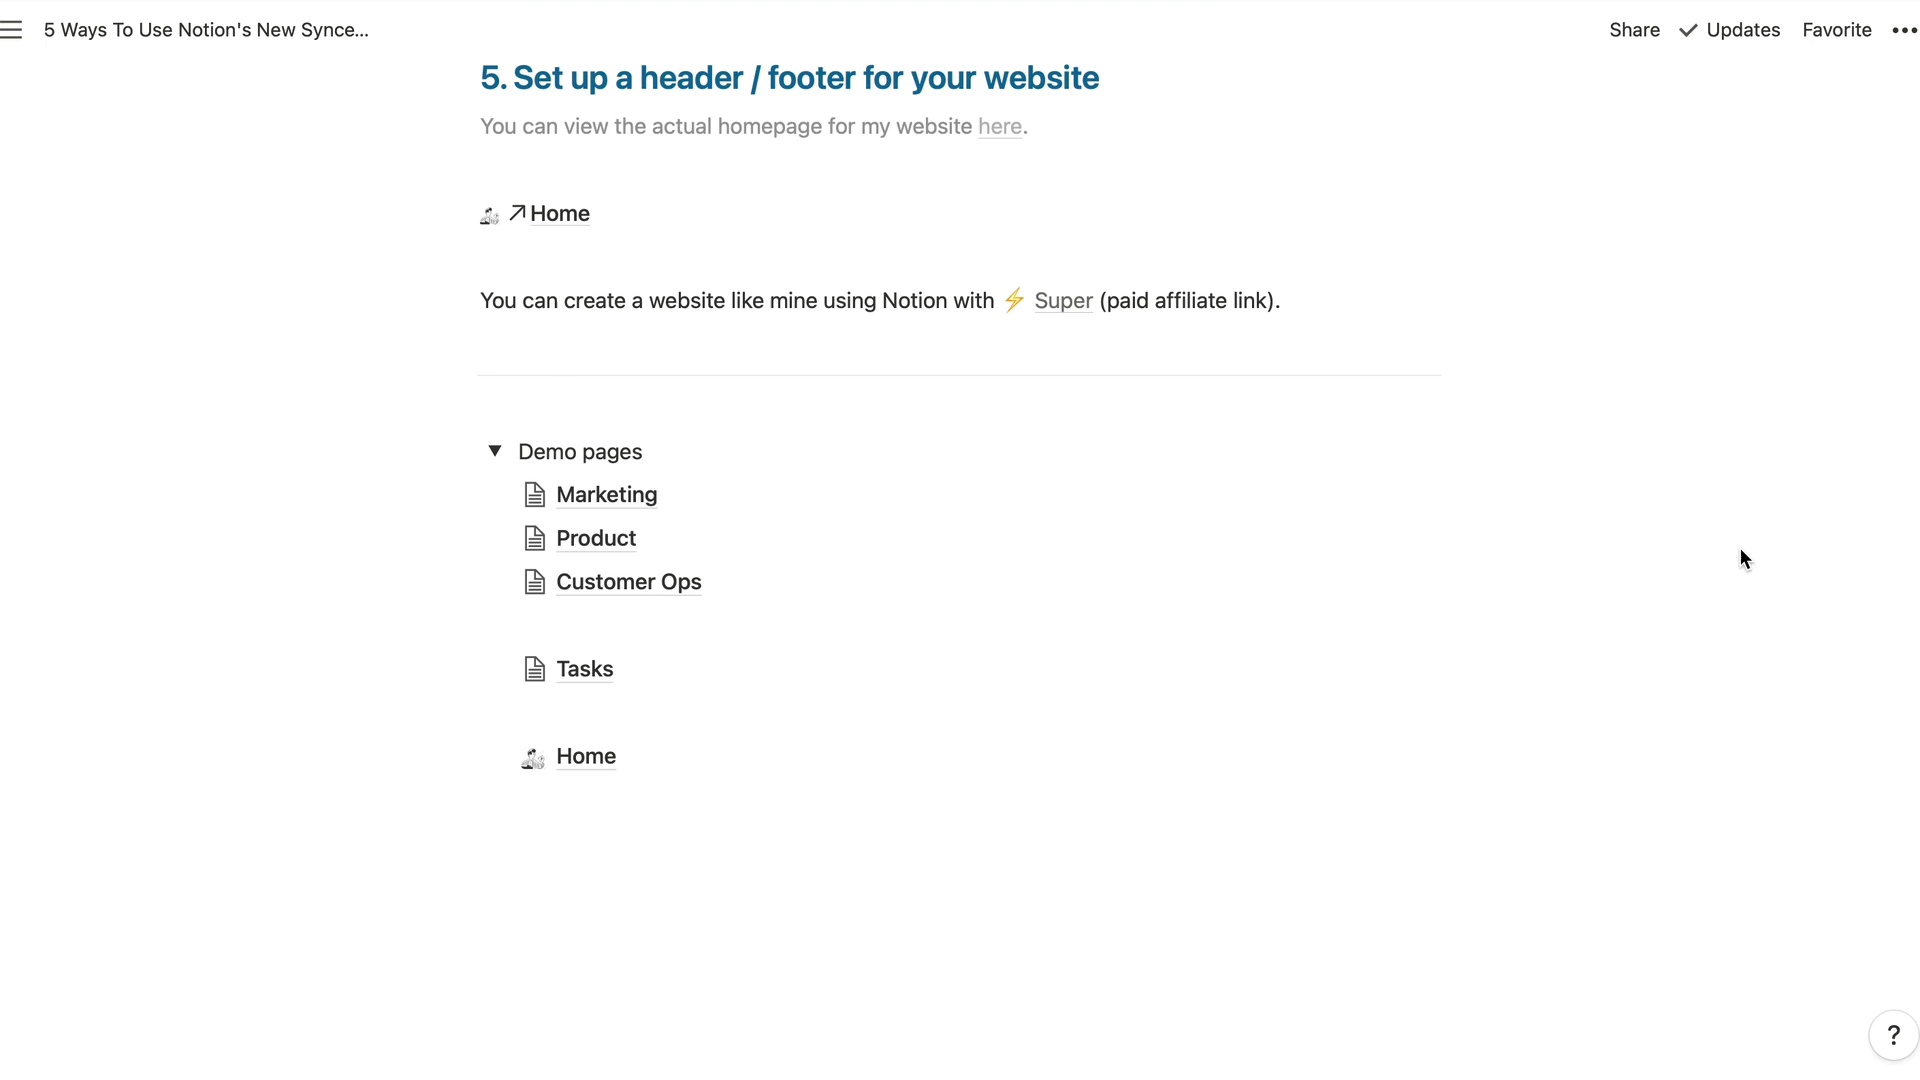 5 Ways To Use Notion's New Synce...
Share ✓ Updates Favorite •••
5. Set up a header / footer for your website
You can view the actual homepage for my website here.
↗Home
You can create a website like mine using Notion with ⚡ Super (paid affiliate link).
▼ Demo pages
Marketing
Product
Customer Ops
Tasks
Home
?